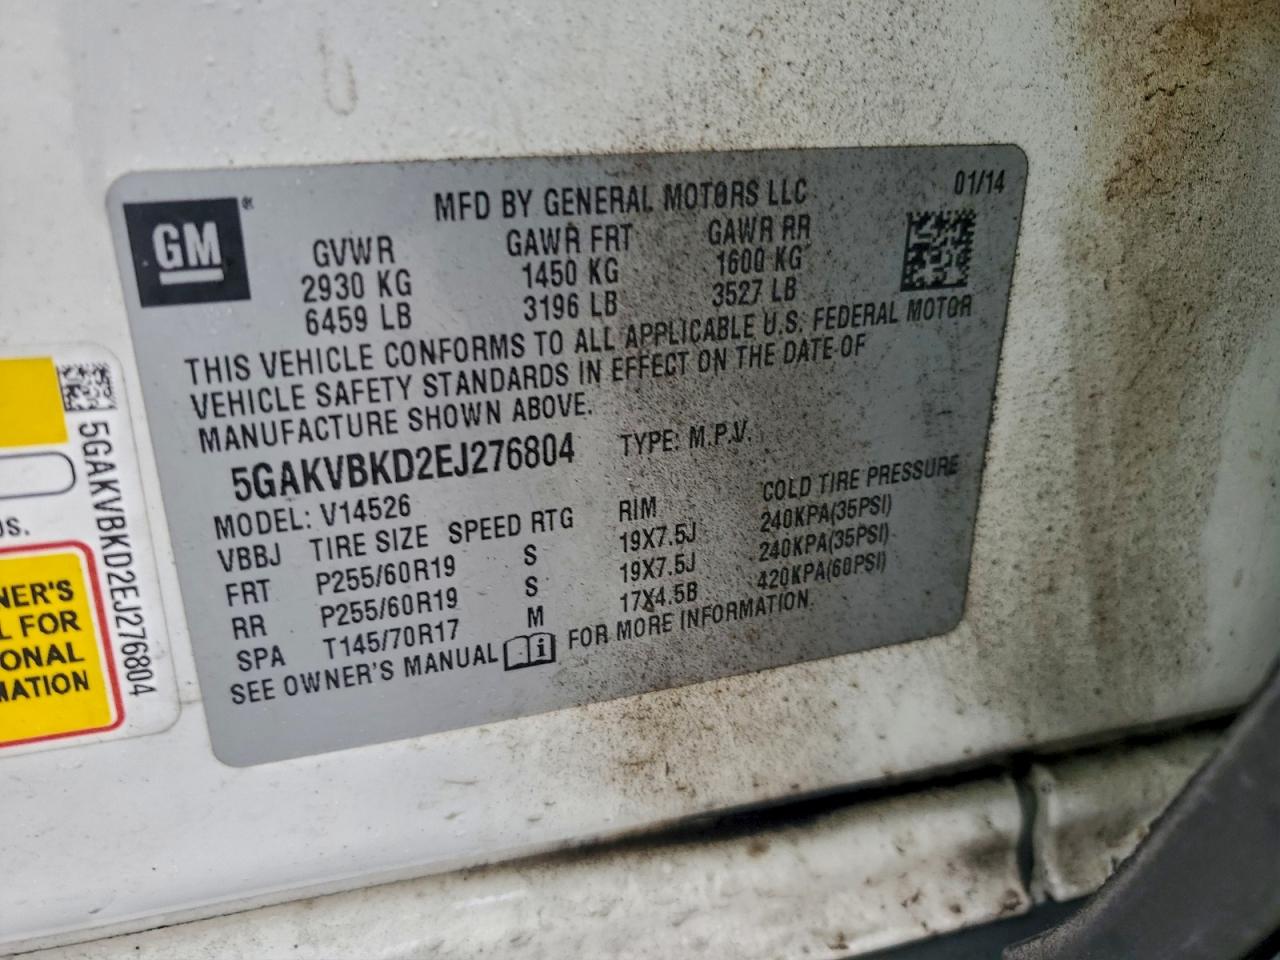 GM
MFD BY GENERAL MOTORS LLC
01/14
GVWR GAWR FRT GAWR RR
2930 KG 1450 KG 1600 KG
6459 LB 3196 LB 3527 LB
THIS VEHICLE CONFORMS TO ALL APPLICABLE U.S. FEDERAL MOTOR
VEHICLE SAFETY STANDARDS IN EFFECT ON THE DATE OF
MANUFACTURE SHOWN ABOVE.
5GAKVBKD2EJ276804 TYPE: M.P.V.
MODEL: V14526
VBBJ TIRE SIZE SPEED RTG RIM COLD TIRE PRESSURE
FRT P255/60R19 S 19X7.5J 240KPA(35PSI)
RR P255/60R19 S 19X7.5J 240KPA(35PSI)
SPA T145/70R17 M 17X4.5B 420KPA(60PSI)
SEE OWNER'S MANUAL FOR MORE INFORMATION.
5GAKVBKD2EJ276804